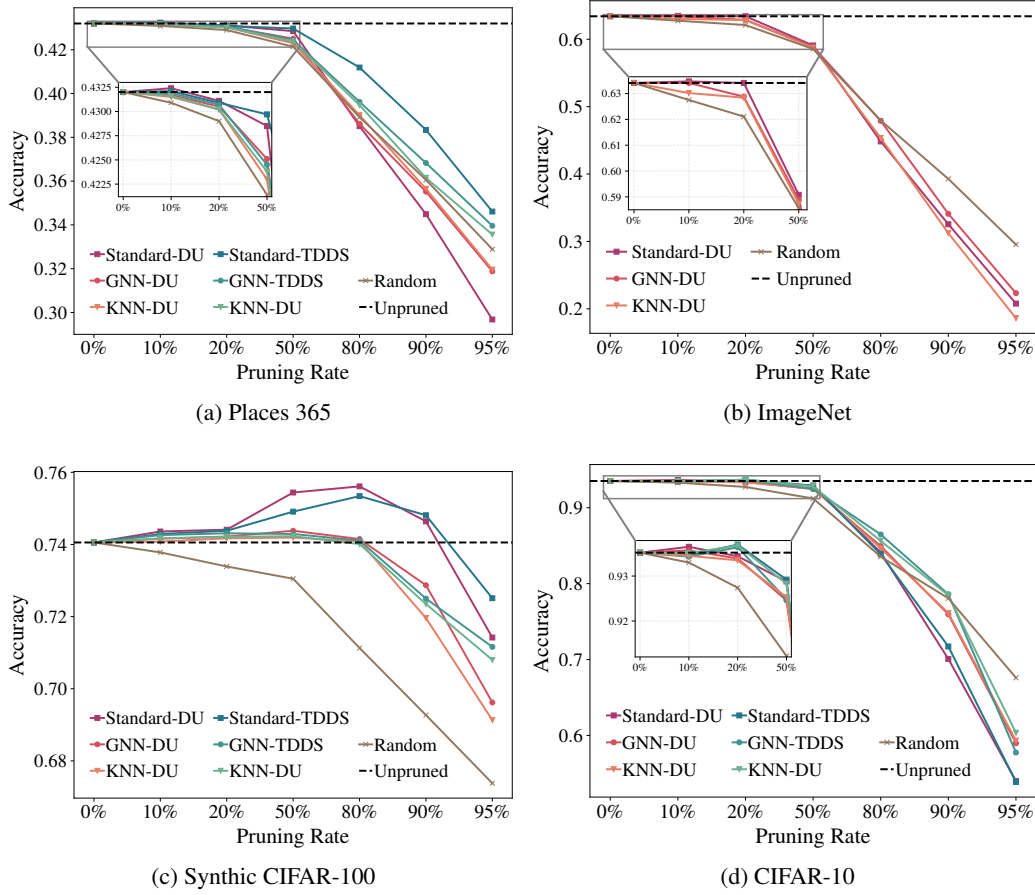 0.42
0.40
0.38
0.36
0.34
0.32
0.30
Accuracy
0.4325
0.4300
0.4275
0.4250
0.4225
0% 10% 20% 50%
Standard-DU Standard-TDDS
GNN-DU GNN-TDDS Random
KNN-DU KNN-DU Unpruned
0% 10% 20% 50% 80% 90% 95%
Pruning Rate
(a) Places 365
0.6
0.5
0.4
0.3
0.2
Accuracy
0.63
0.62
0.61
0.60
0.59
0% 10% 20% 50%
Standard-DU Random
GNN-DU Unpruned
KNN-DU
0% 10% 20% 50% 80% 90% 95%
Pruning Rate
(b) ImageNet
0.76
0.74
0.72
0.70
0.68
Accuracy
Standard-DU Standard-TDDS
GNN-DU GNN-TDDS Random
KNN-DU KNN-DU Unpruned
0% 10% 20% 50% 80% 90% 95%
Pruning Rate
(c) Synthic CIFAR-100
0.9
0.8
0.7
0.6
Accuracy
0.93
0.92
0% 10% 20% 50%
Standard-DU Standard-TDDS
GNN-DU GNN-TDDS Random
KNN-DU KNN-DU Unpruned
0% 10% 20% 50% 80% 90% 95%
Pruning Rate
(d) CIFAR-10